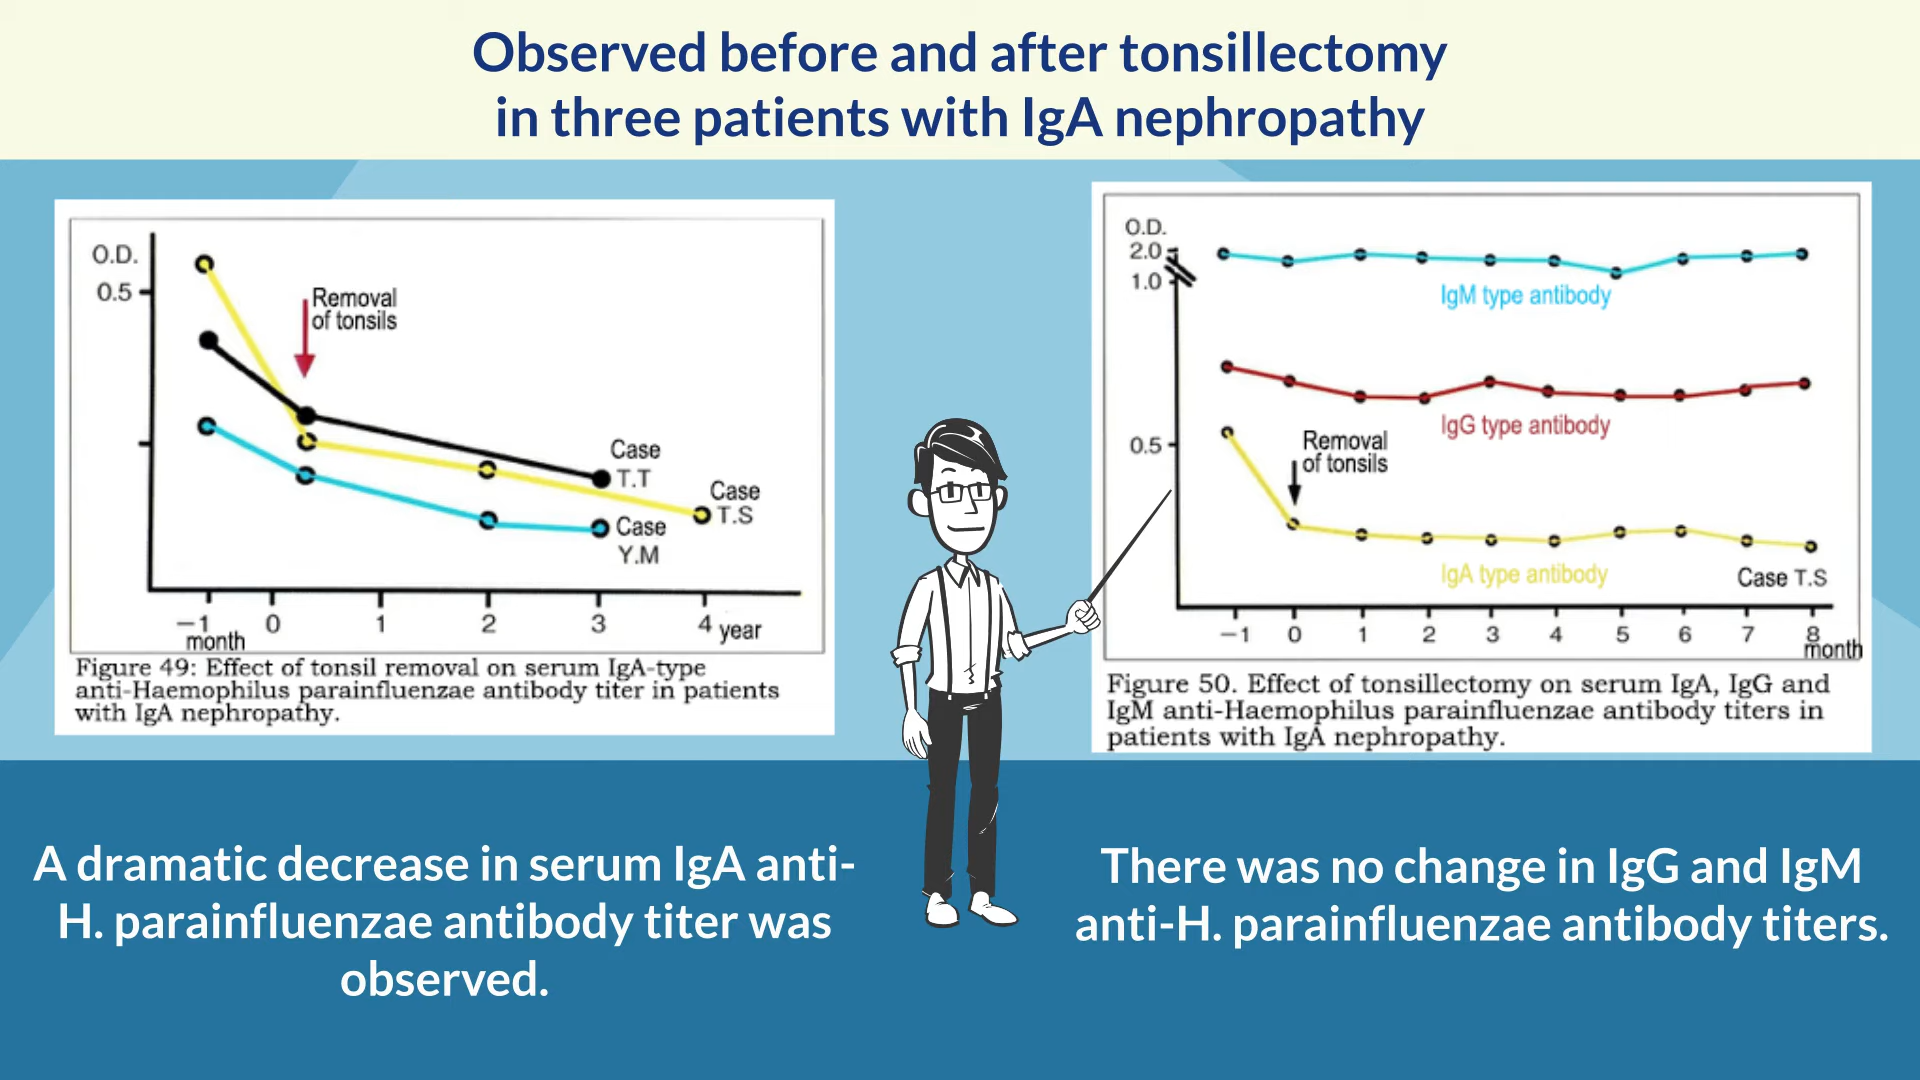 Observed before and after tonsillectomy
in three patients with IgA nephropathy
O.D.
0.5
Removal
of tonsils
Case
T.T
Case
T.S
Case
Y.M
−1 0 1 2 3 4 year
month
Figure 49: Effect of tonsil removal on serum IgA-type
anti-Haemophilus parainfluenzae antibody titer in patients
with IgA nephropathy.
O.D.
2.0
1.0
IgM type antibody
IgG type antibody
0.5
Removal
of tonsils
IgA type antibody
Case T.S
−1 0 1 2 3 4 5 6 7 8
month
Figure 50. Effect of tonsillectomy on serum IgA, IgG and
IgM anti-Haemophilus parainfluenzae antibody titers in
patients with IgA nephropathy.
A dramatic decrease in serum IgA anti-
H. parainfluenzae antibody titer was
observed.
There was no change in IgG and IgM
anti-H. parainfluenzae antibody titers.